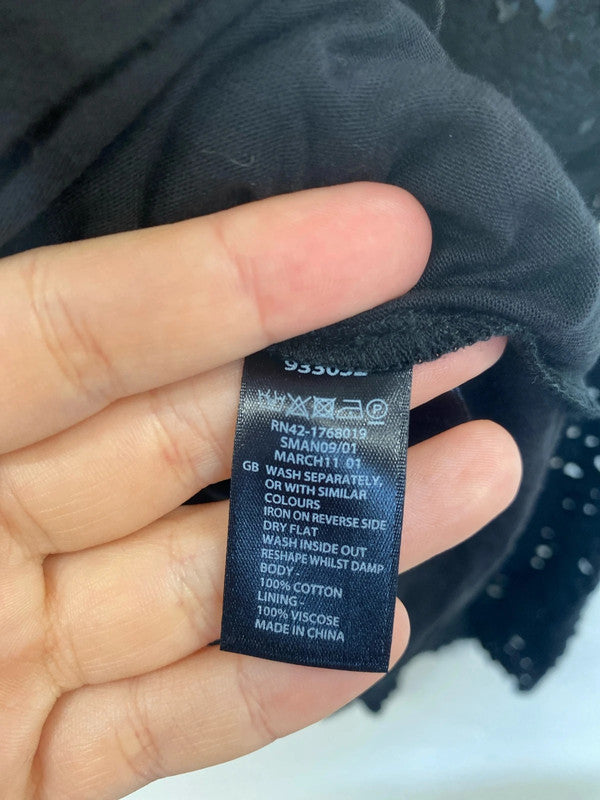 933032
RN42-1768019
SMAN09/01
MARCH11 01
GB WASH SEPARATELY,
OR WITH SIMILAR
COLOURS
IRON ON REVERSE SIDE
DRY FLAT
WASH INSIDE OUT
RESHAPE WHILST DAMP
BODY
100% COTTON
LINING -
100% VISCOSE
MADE IN CHINA